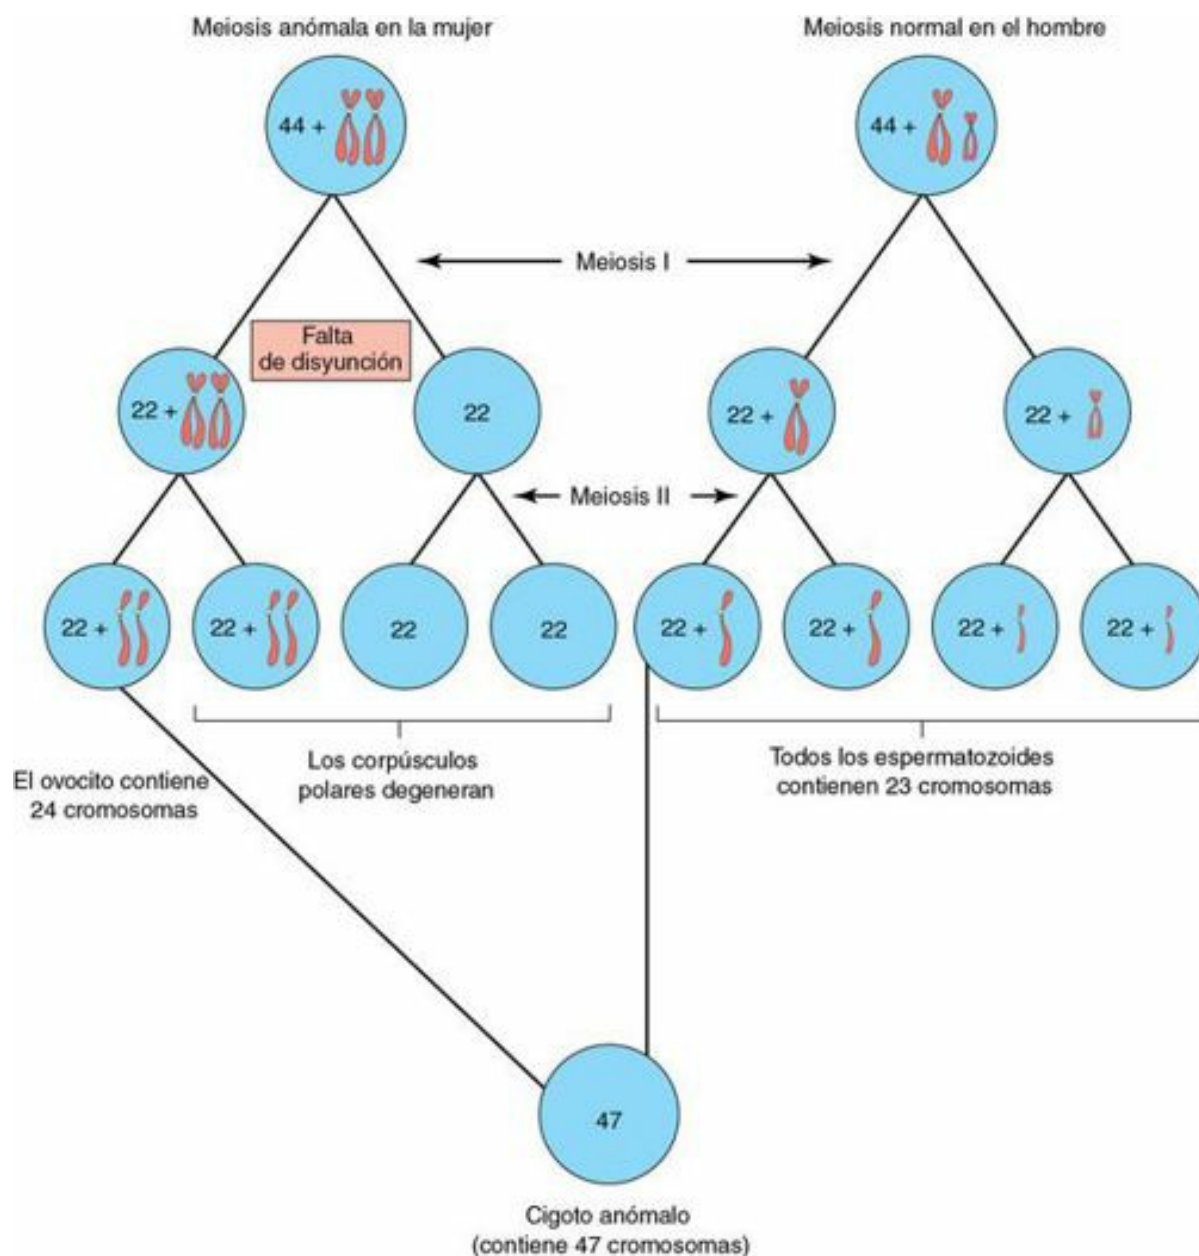 Meiosis anómala en la mujer
Meiosis normal en el hombre
44 +
44 +
Meiosis I
Falta
de disyunción
22 +
22
22 +
22 +
Meiosis II
22 +
22 +
22
22
22 +
22 +
22 +
22 +
El ovocito contiene
24 cromosomas
Los corpúsculos
polares degeneran
Todos los espermatozoides
contienen 23 cromosomas
47
Cigoto anómalo
(contiene 47 cromosomas)